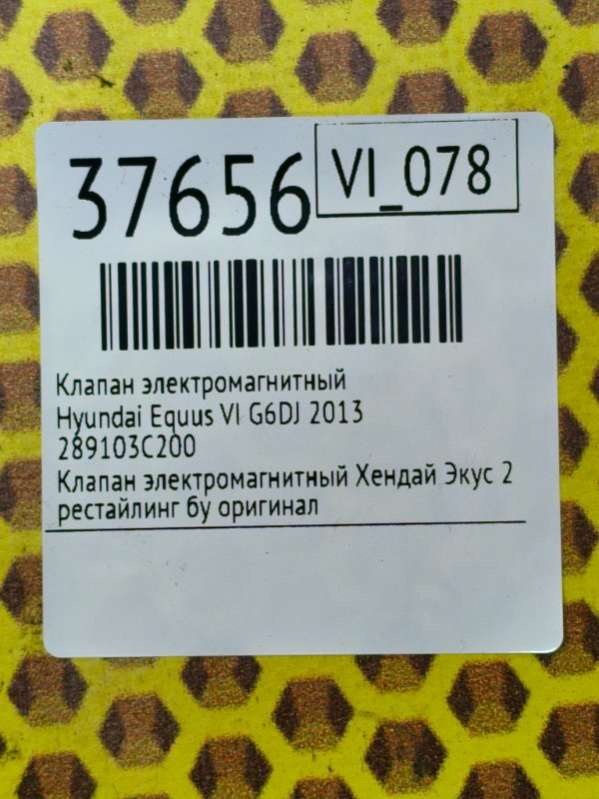 37656
VI_078
Клапан электромагнитный
Hyundai Equus VI G6DJ 2013
289103C200
Клапан электромагнитный Хендай Экус 2
рестайлинг бу оригинал